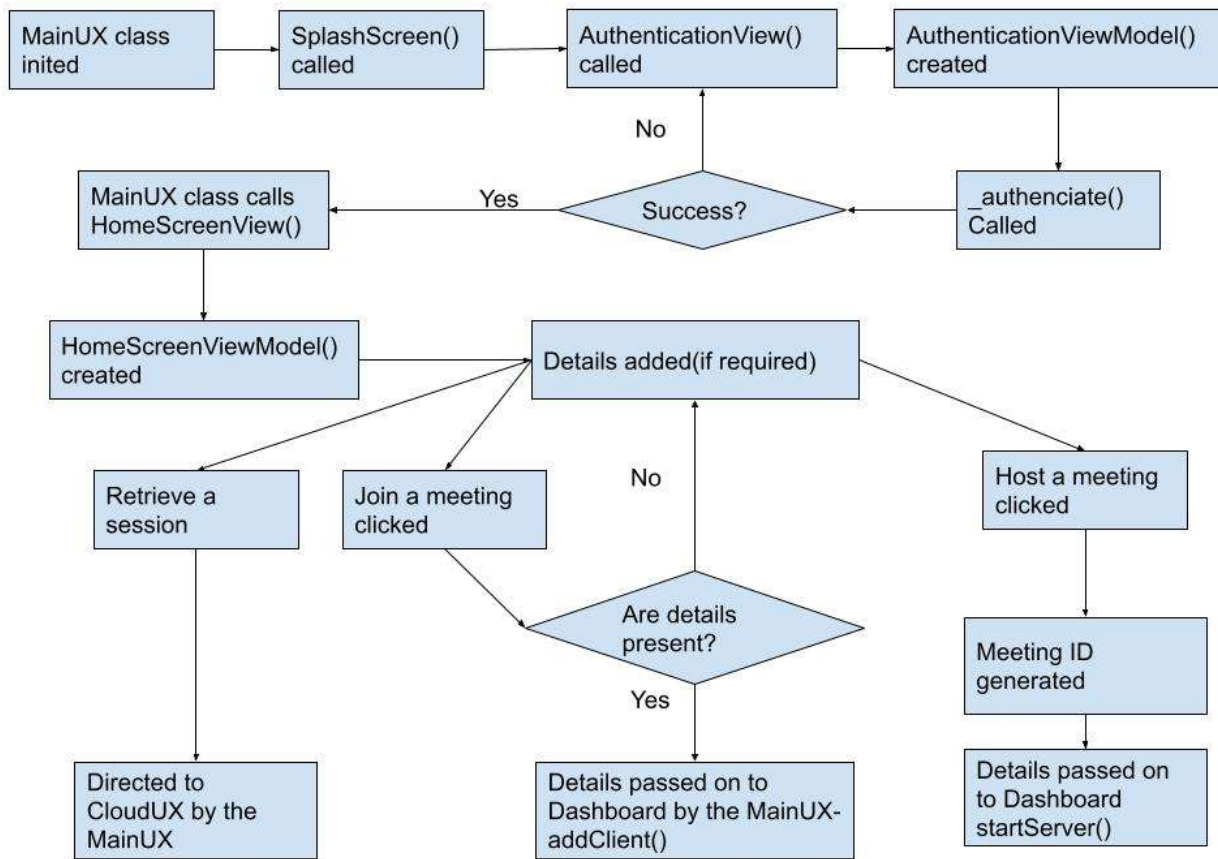 MainUX class
inited
SplashScreen()
called
AuthenticationView()
called
AuthenticationViewModel()
created
No
MainUX class calls
HomeScreenView()
Yes
Success?
_authenciate()
Called
HomeScreenViewModel()
created
Details added(if required)
Retrieve a
session
Join a meeting
clicked
No
Host a meeting
clicked
Are details
present?
Meeting ID
generated
Yes
Directed to
CloudUX by the
MainUX
Details passed on to
Dashboard by the MainUX-
addClient()
Details passed on
to Dashboard
startServer()